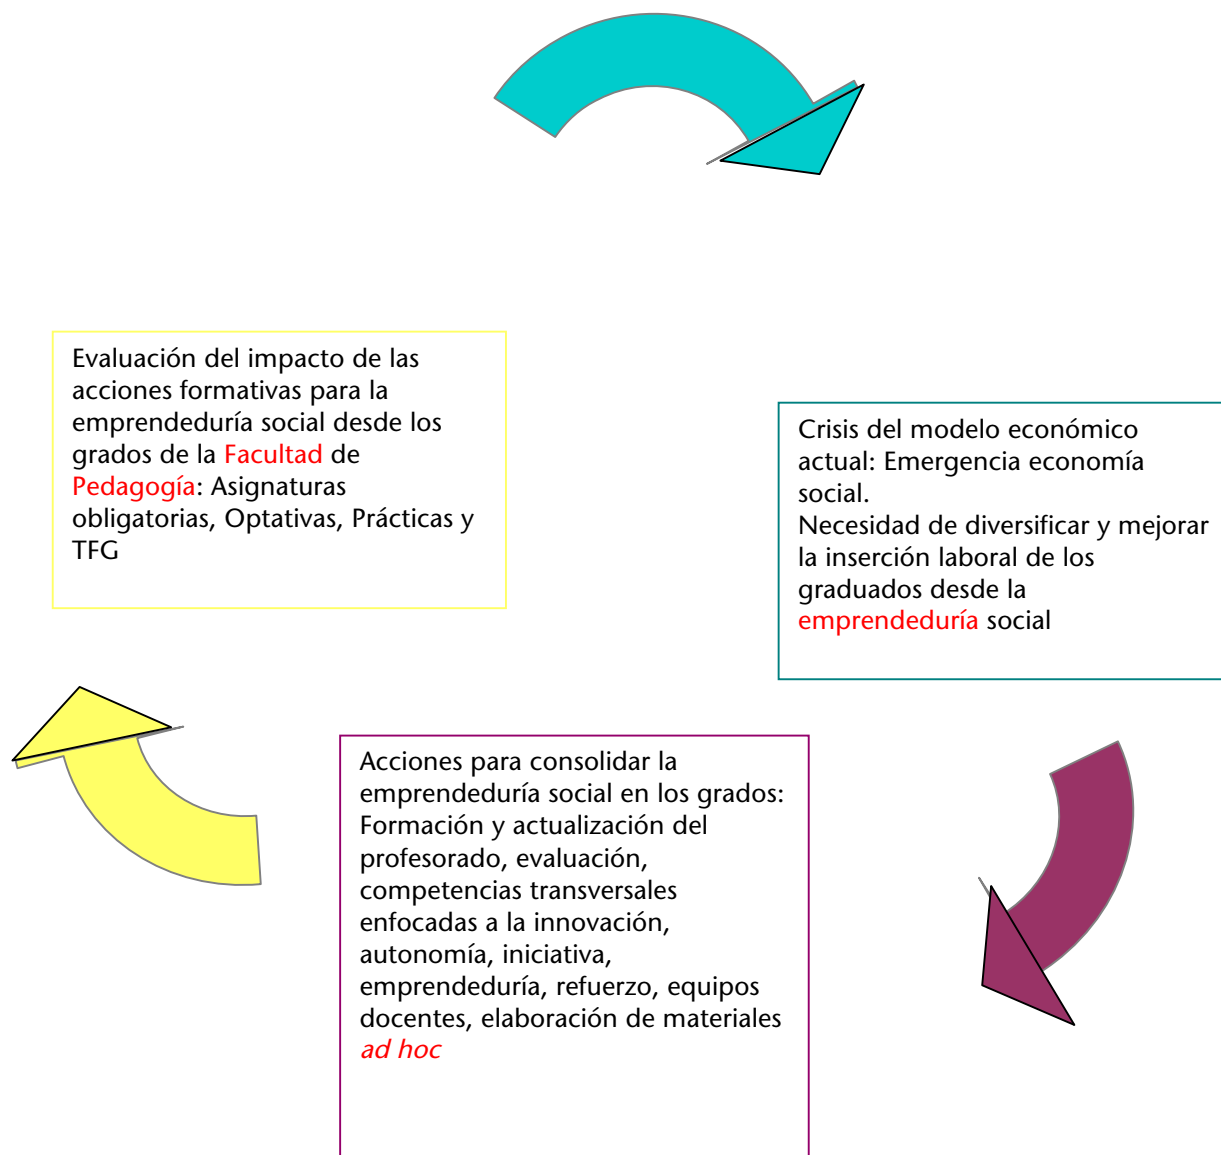 Evaluación del impacto de las
acciones formativas para la
emprendeduría social desde los
grados de la Facultad de
Pedagogía: Asignaturas
obligatorias, Optativas, Prácticas y
TFG
Crisis del modelo económico
actual: Emergencia economía
social.
Necesidad de diversificar y mejorar
la inserción laboral de los
graduados desde la
emprendeduría social
Acciones para consolidar la
emprendeduría social en los grados:
Formación y actualización del
profesorado, evaluación,
competencias transversales
enfocadas a la innovación,
autonomía, iniciativa,
emprendeduría, refuerzo, equipos
docentes, elaboración de materiales
ad hoc